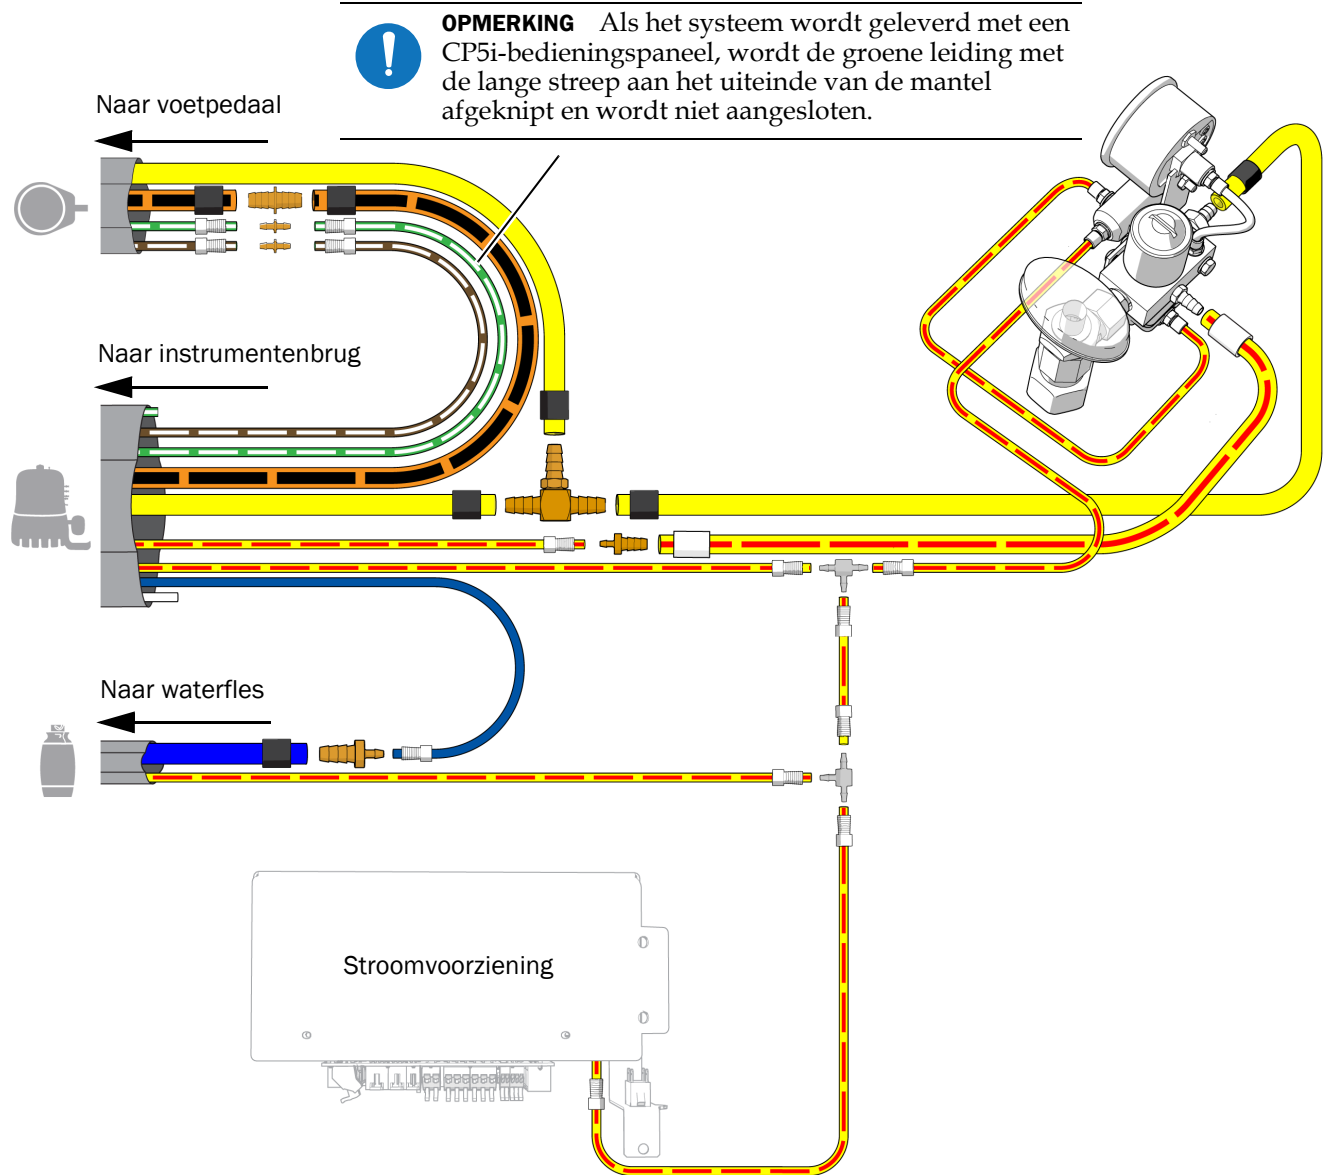 OPMERKING Als het systeem wordt geleverd met een
CP5i-bedieningspaneel, wordt de groene leiding met
de lange streep aan het uiteinde van de mantel
afgeknipt en wordt niet aangesloten.
Naar voetpedaal
Naar instrumentenbrug
Naar waterfles
Stroomvoorziening